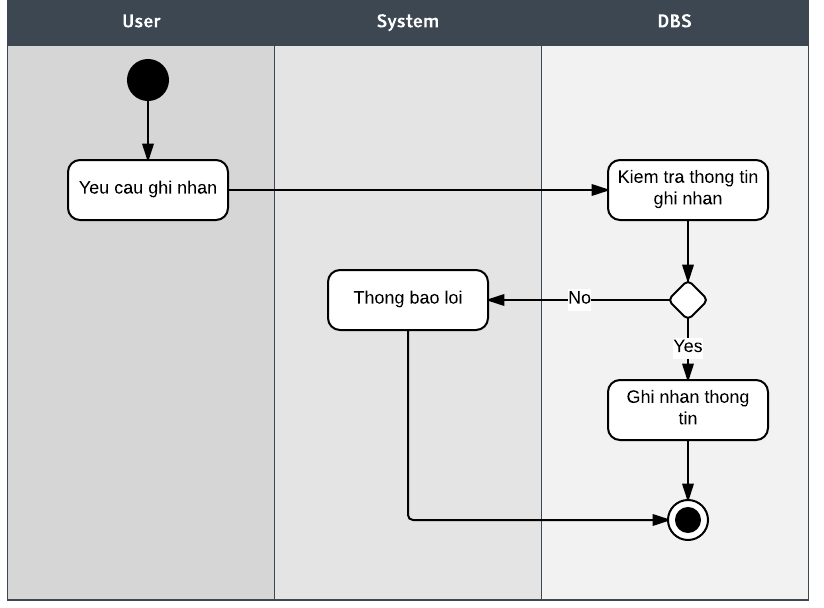 User
System
DBS
Yeu cau ghi nhan
Kiem tra thong tin
ghi nhan
Thong bao loi
No
Yes
Ghi nhan thong
tin